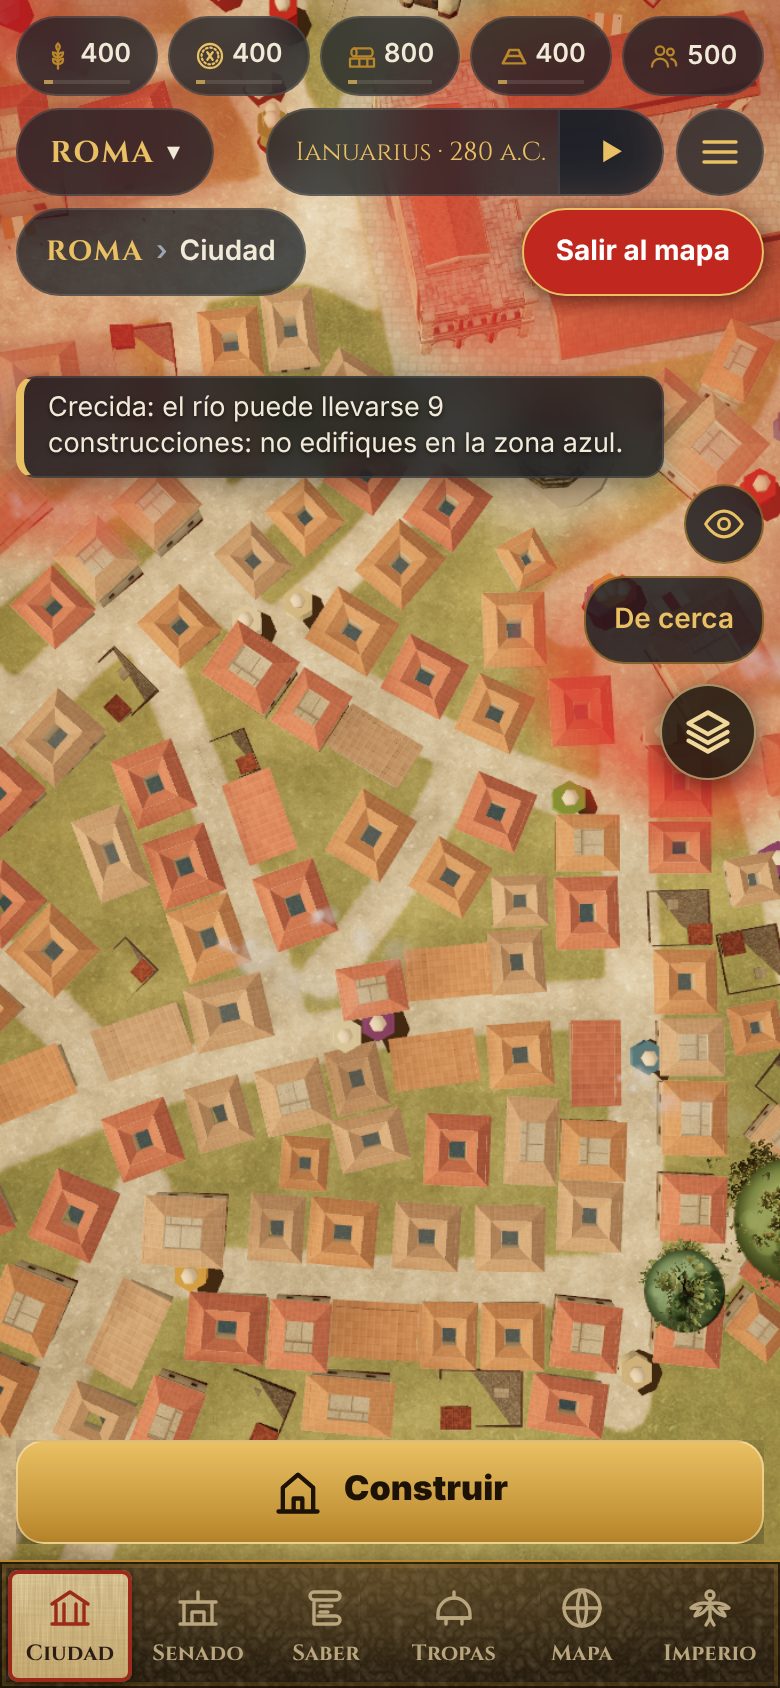 400
400
800
400
500
ROMA ▾
IANUARIUS · 280 A.C.
ROMA › Ciudad
Salir al mapa
Crecida: el río puede llevarse 9
construcciones: no edifiques en la zona azul.
De cerca
Construir
CIUDAD
SENADO
SABER
TROPAS
MAPA
IMPERIO